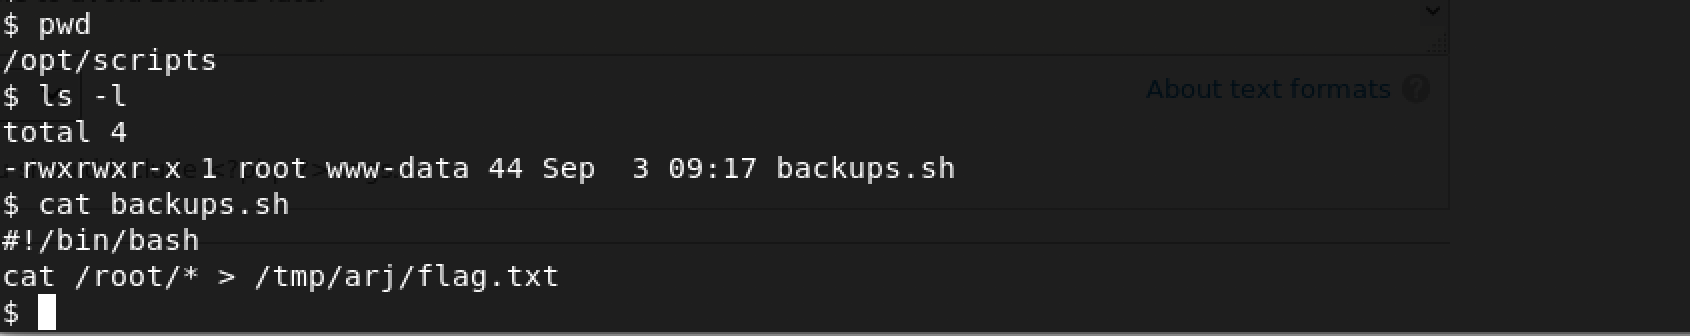 $ pwd
/opt/scripts
$ ls -l
About text formats
total 4
-rwxrwxr-x 1 root www-data 44 Sep  3 09:17 backups.sh
$ cat backups.sh
#!/bin/bash
cat /root/* > /tmp/arj/flag.txt
$